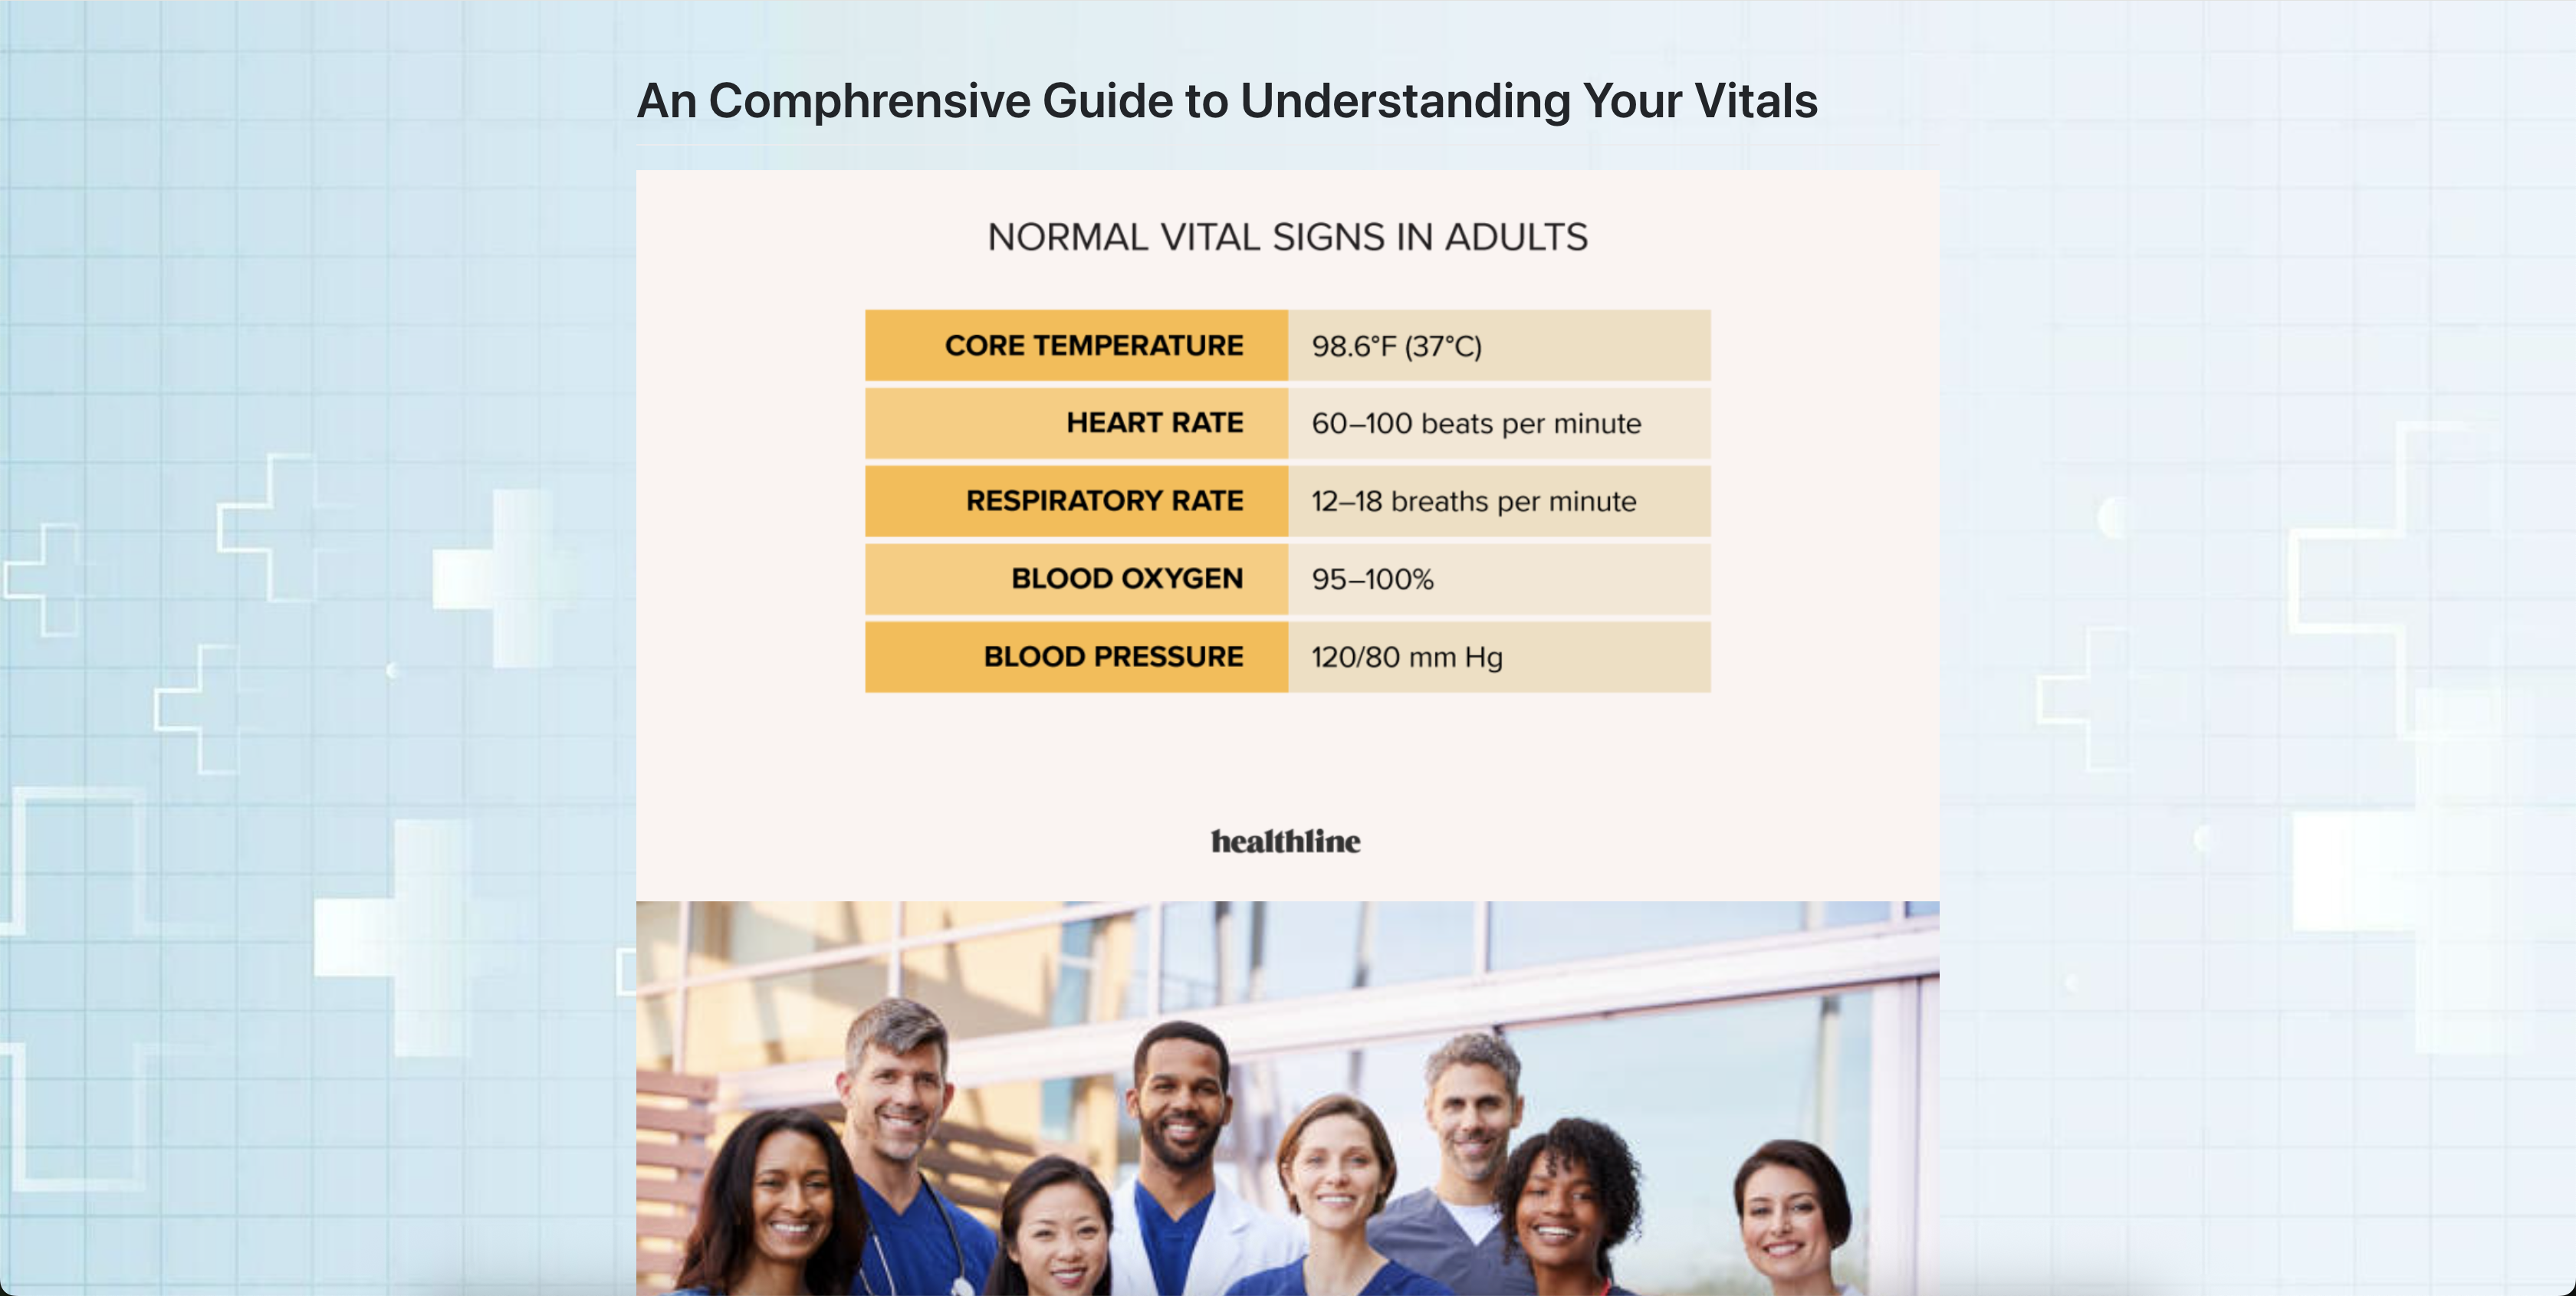 An Comphrensive Guide to Understanding Your Vitals
NORMAL VITAL SIGNS IN ADULTS
CORE TEMPERATURE 98.6°F (37°C)
HEART RATE 60–100 beats per minute
RESPIRATORY RATE 12–18 breaths per minute
BLOOD OXYGEN 95–100%
BLOOD PRESSURE 120/80 mm Hg
healthline